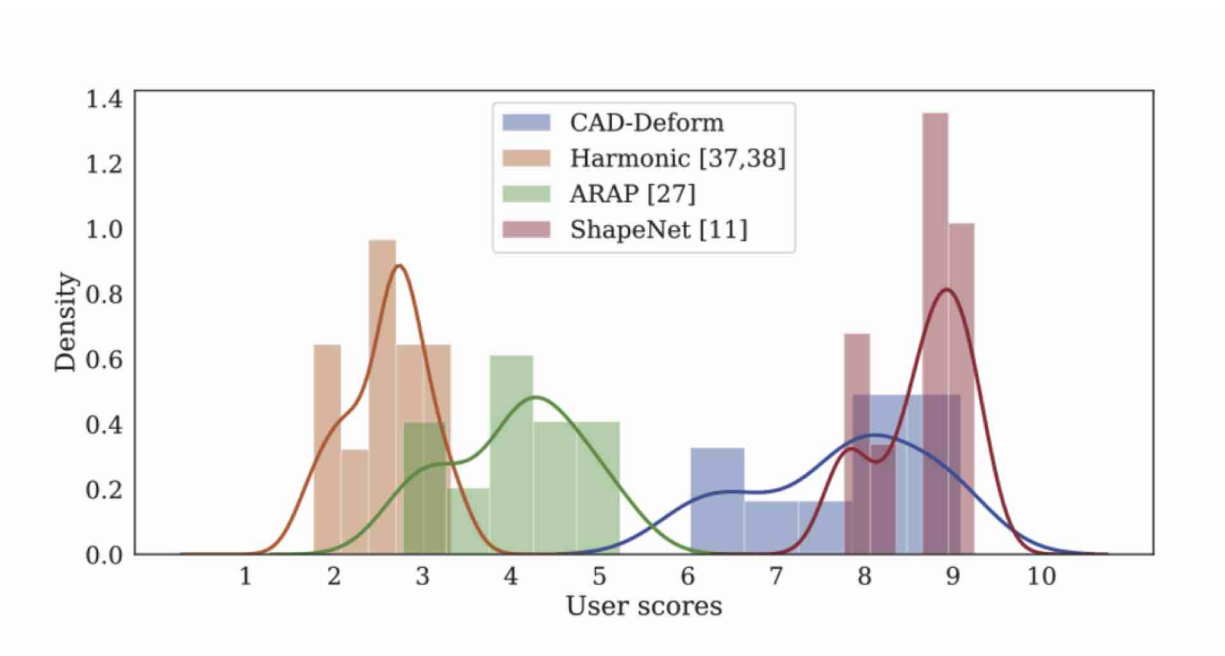 1.4
1.2
1.0
0.8
0.6
0.4
0.2
0.0
Density
CAD-Deform
Harmonic [37,38]
ARAP [27]
ShapeNet [11]
1 2 3 4 5 6 7 8 9 10
User scores